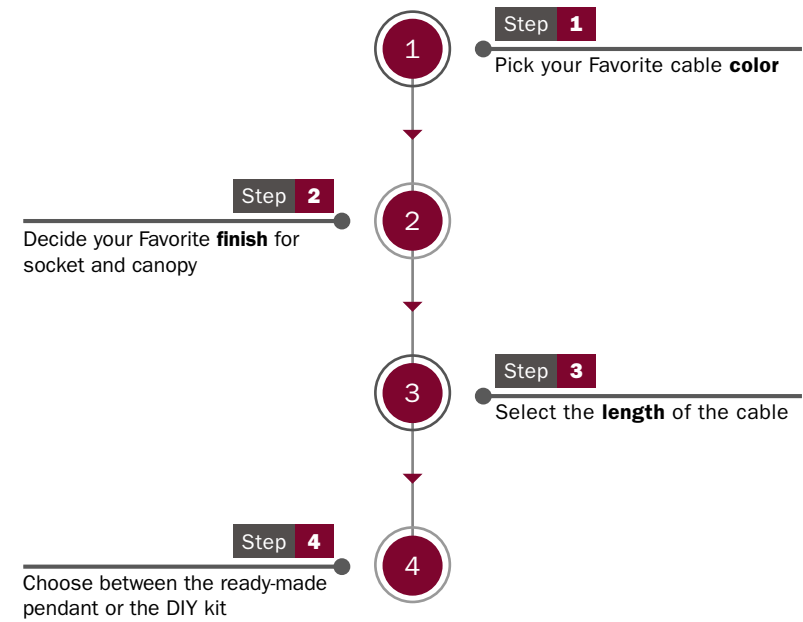 1
Step 1
Pick your Favorite cable color
Step 2
2
Decide your Favorite finish for
socket and canopy
3
Step 3
Select the length of the cable
Step 4
4
Choose between the ready-made
pendant or the DIY kit